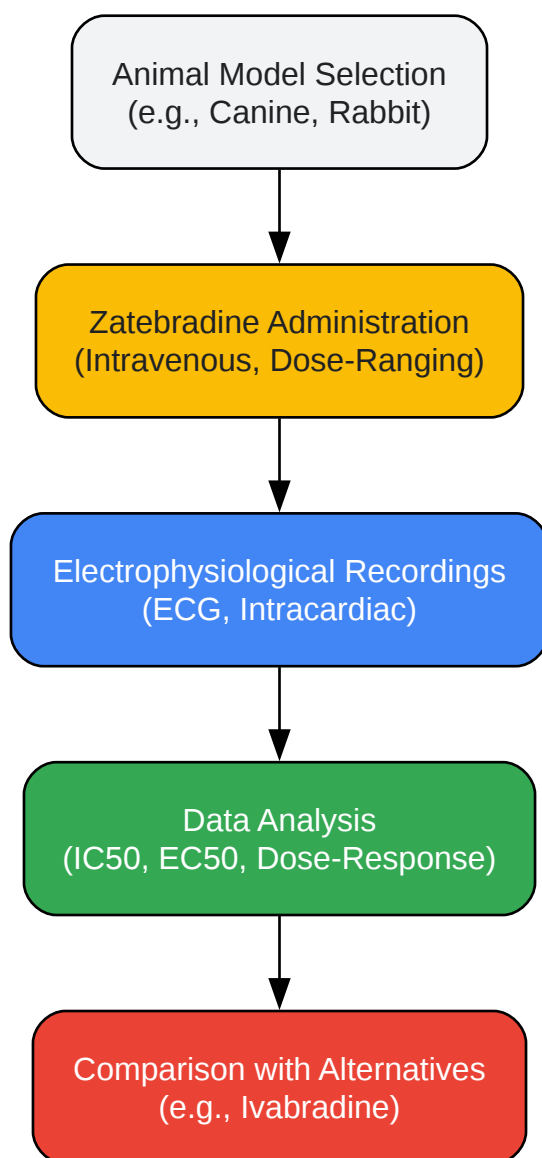 Animal Model Selection
(e.g., Canine, Rabbit)
Zatebradine Administration
(Intravenous, Dose-Ranging)
Electrophysiological Recordings
(ECG, Intracardiac)
Data Analysis
(IC50, EC50, Dose-Response)
Comparison with Alternatives
(e.g., Ivabradine)